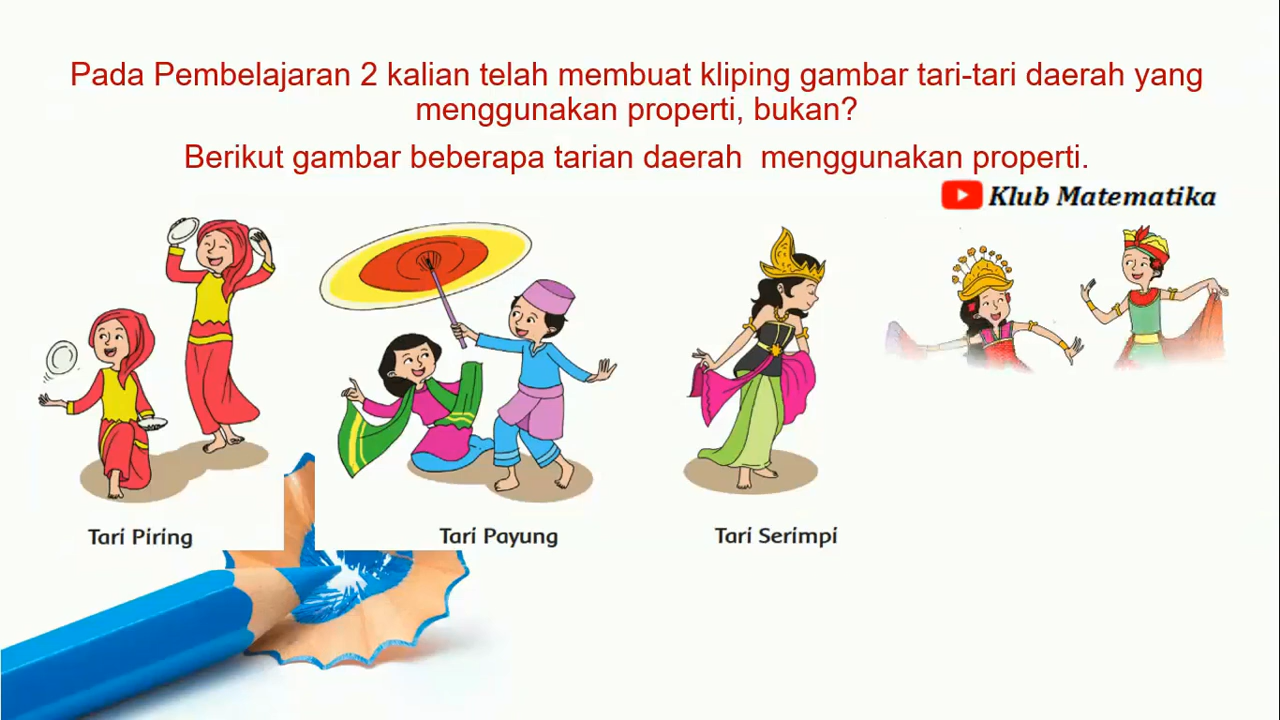 Pada Pembelajaran 2 kalian telah membuat kliping gambar tari-tari daerah yang
menggunakan properti, bukan?
Berikut gambar beberapa tarian daerah menggunakan properti.
Klub Matematika
Tari Piring
Tari Payung
Tari Serimpi